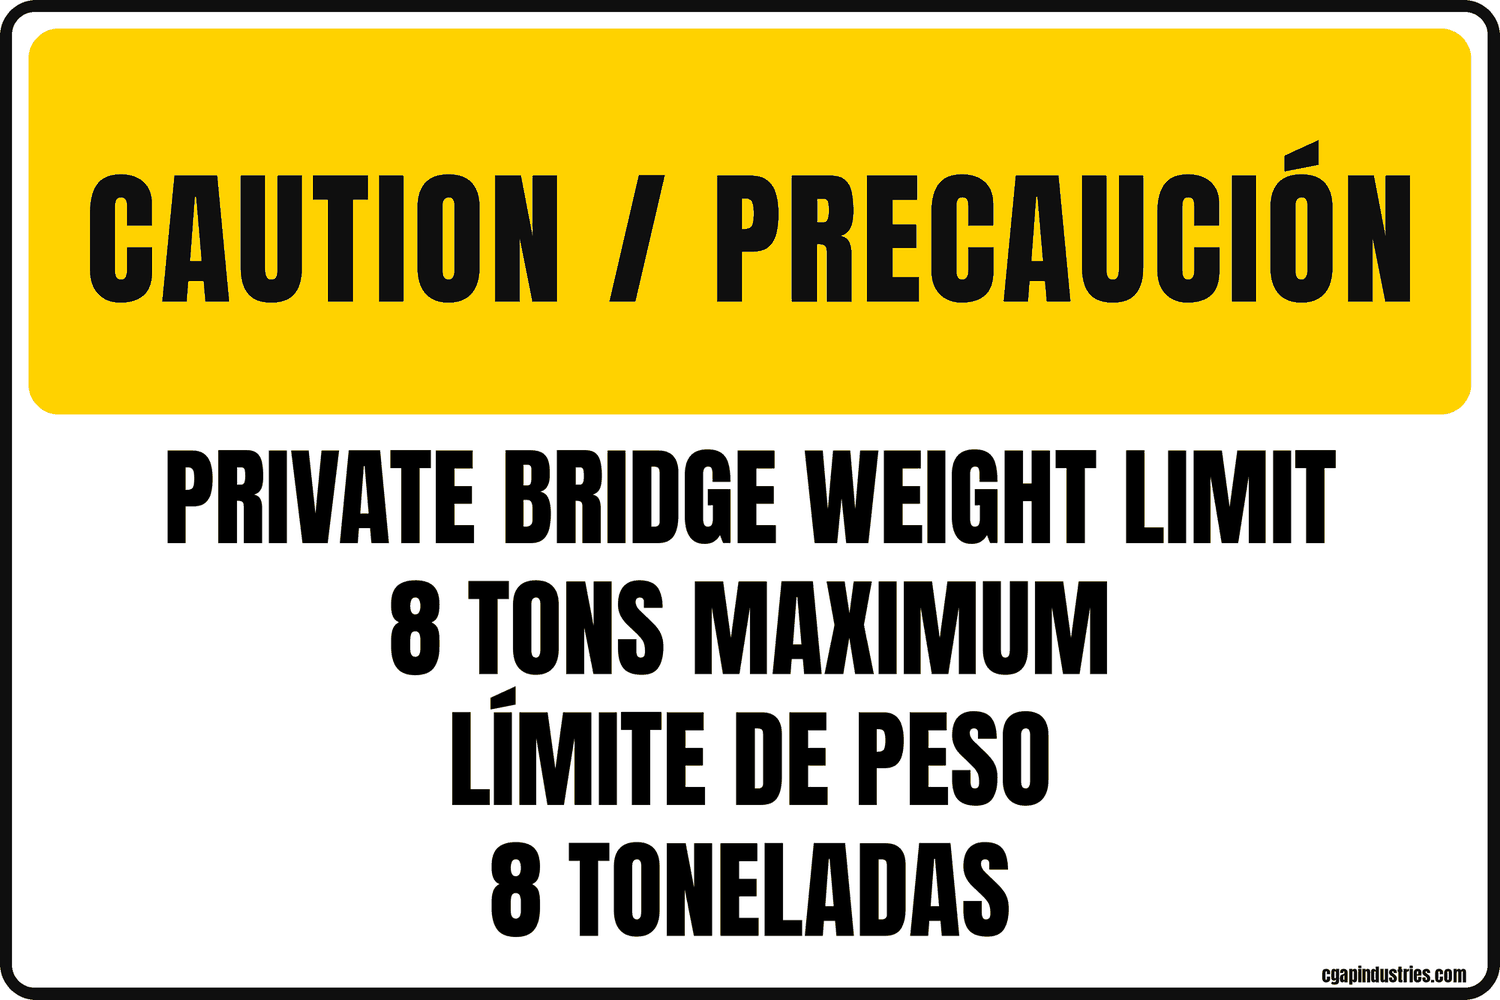 CAUTION / PRECAUCIÓN
PRIVATE BRIDGE WEIGHT LIMIT
8 TONS MAXIMUM
LÍMITE DE PESO
8 TONELADAS
cgapindustries.com